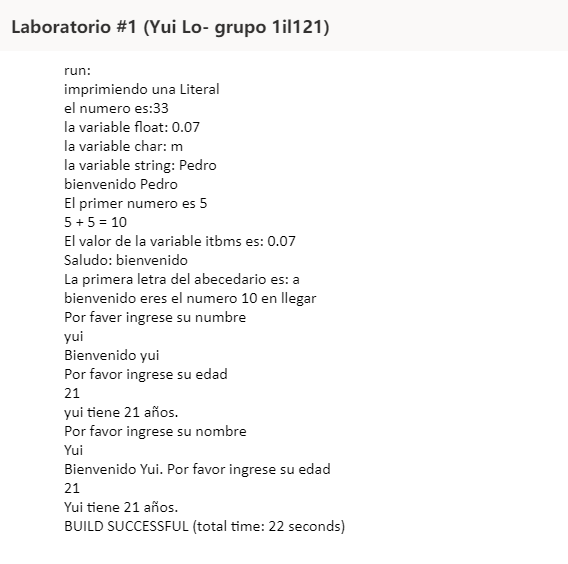 Laboratorio #1 (Yui Lo- grupo 1il121)
run:
imprimiendo una Literal
el numero es:33
la variable float: 0.07
la variable char: m
la variable string: Pedro
bienvenido Pedro
El primer numero es 5
5 + 5 = 10
El valor de la variable itbms es: 0.07
Saludo: bienvenido
La primera letra del abecedario es: a
bienvenido eres el numero 10 en llegar
Por faver ingrese su numbre
yui
Bienvenido yui
Por favor ingrese su edad
21
yui tiene 21 años.
Por favor ingrese su nombre
Yui
Bienvenido Yui. Por favor ingrese su edad
21
Yui tiene 21 años.
BUILD SUCCESSFUL (total time: 22 seconds)